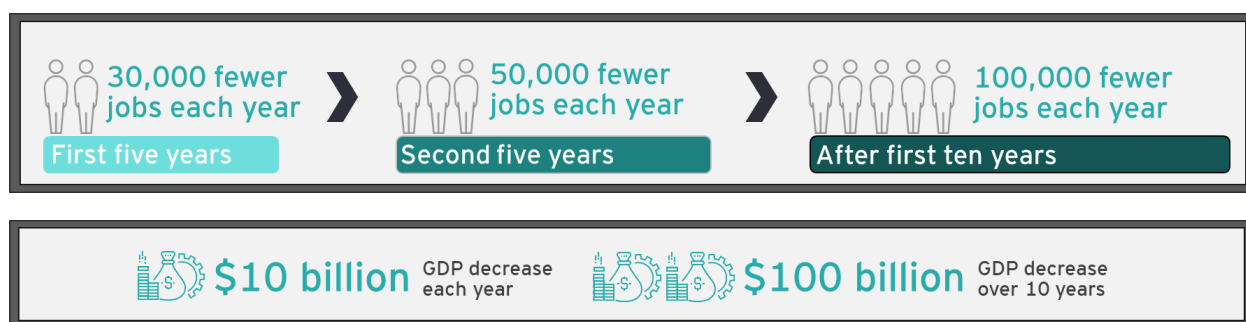 30,000 fewer
jobs each year
First five years
50,000 fewer
jobs each year
Second five years
100,000 fewer
jobs each year
After first ten years
$10 billion
GDP decrease
each year
$100 billion
GDP decrease
over 10 years